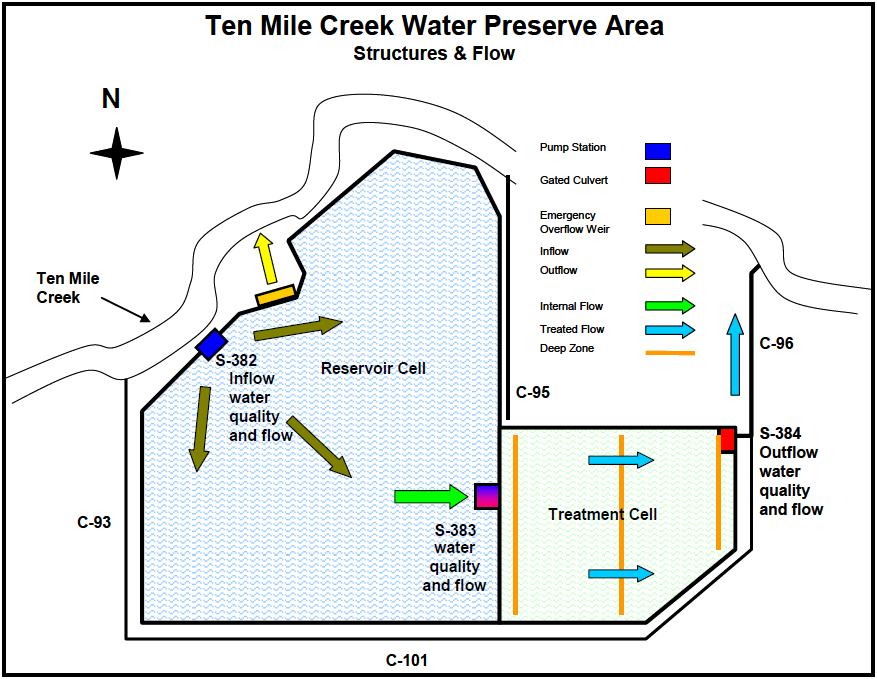 Ten Mile Creek Water Preserve Area
Structures & Flow
N
Pump Station
Gated Culvert
Emergency
Overflow Weir
Inflow
Outflow
Internal Flow
Treated Flow
Deep Zone
Ten Mile
Creek
S-382
Inflow
water
quality
and flow
Reservoir Cell
C-96
C-95
S-384
Outflow
water
quality
and flow
Treatment Cell
C-93
S-383
water
quality
and flow
C-101